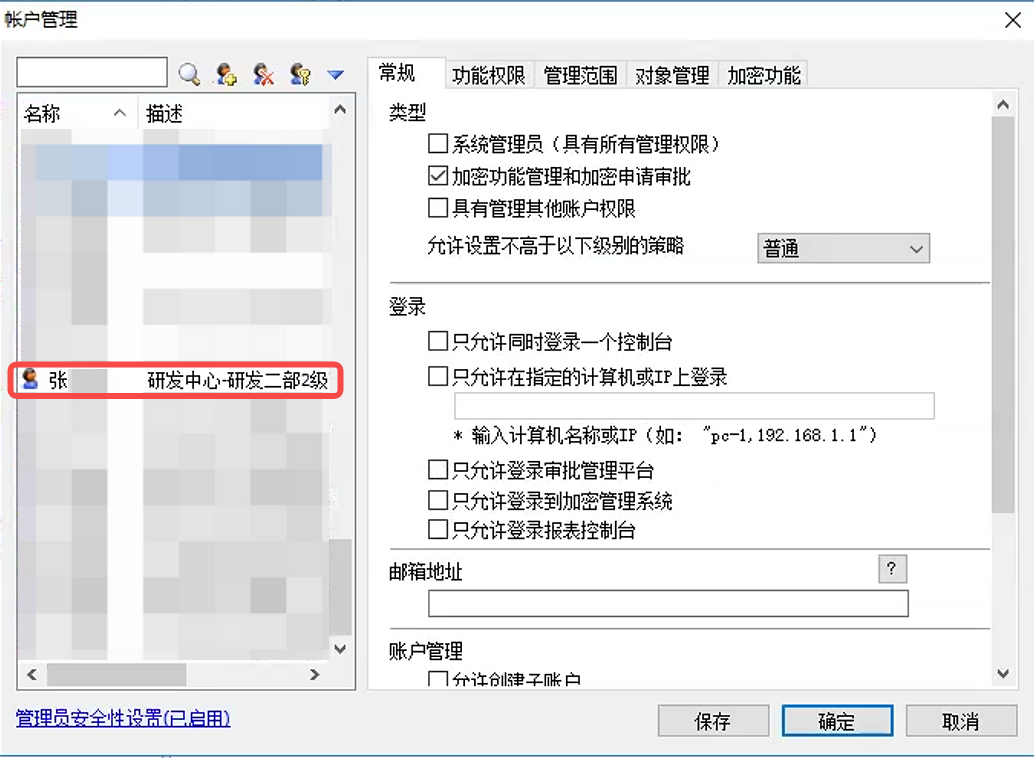 帐户管理
名称 描述
张 研发中心-研发二部2级
管理员安全性设置(已启用)
常规 功能权限 管理范围 对象管理 加密功能
类型
系统管理员（具有所有管理权限）
加密功能管理和加密申请审批
具有管理其他账户权限
允许设置不高于以下级别的策略 普通
登录
只允许同时登录一个控制台
只允许在指定的计算机或IP上登录
* 输入计算机名称或IP（如： "pc-1,192.168.1.1"）
只允许登录审批管理平台
只允许登录到加密管理系统
只允许登录报表控制台
邮箱地址 ?
账户管理
允许创建子账户
保存 确定 取消